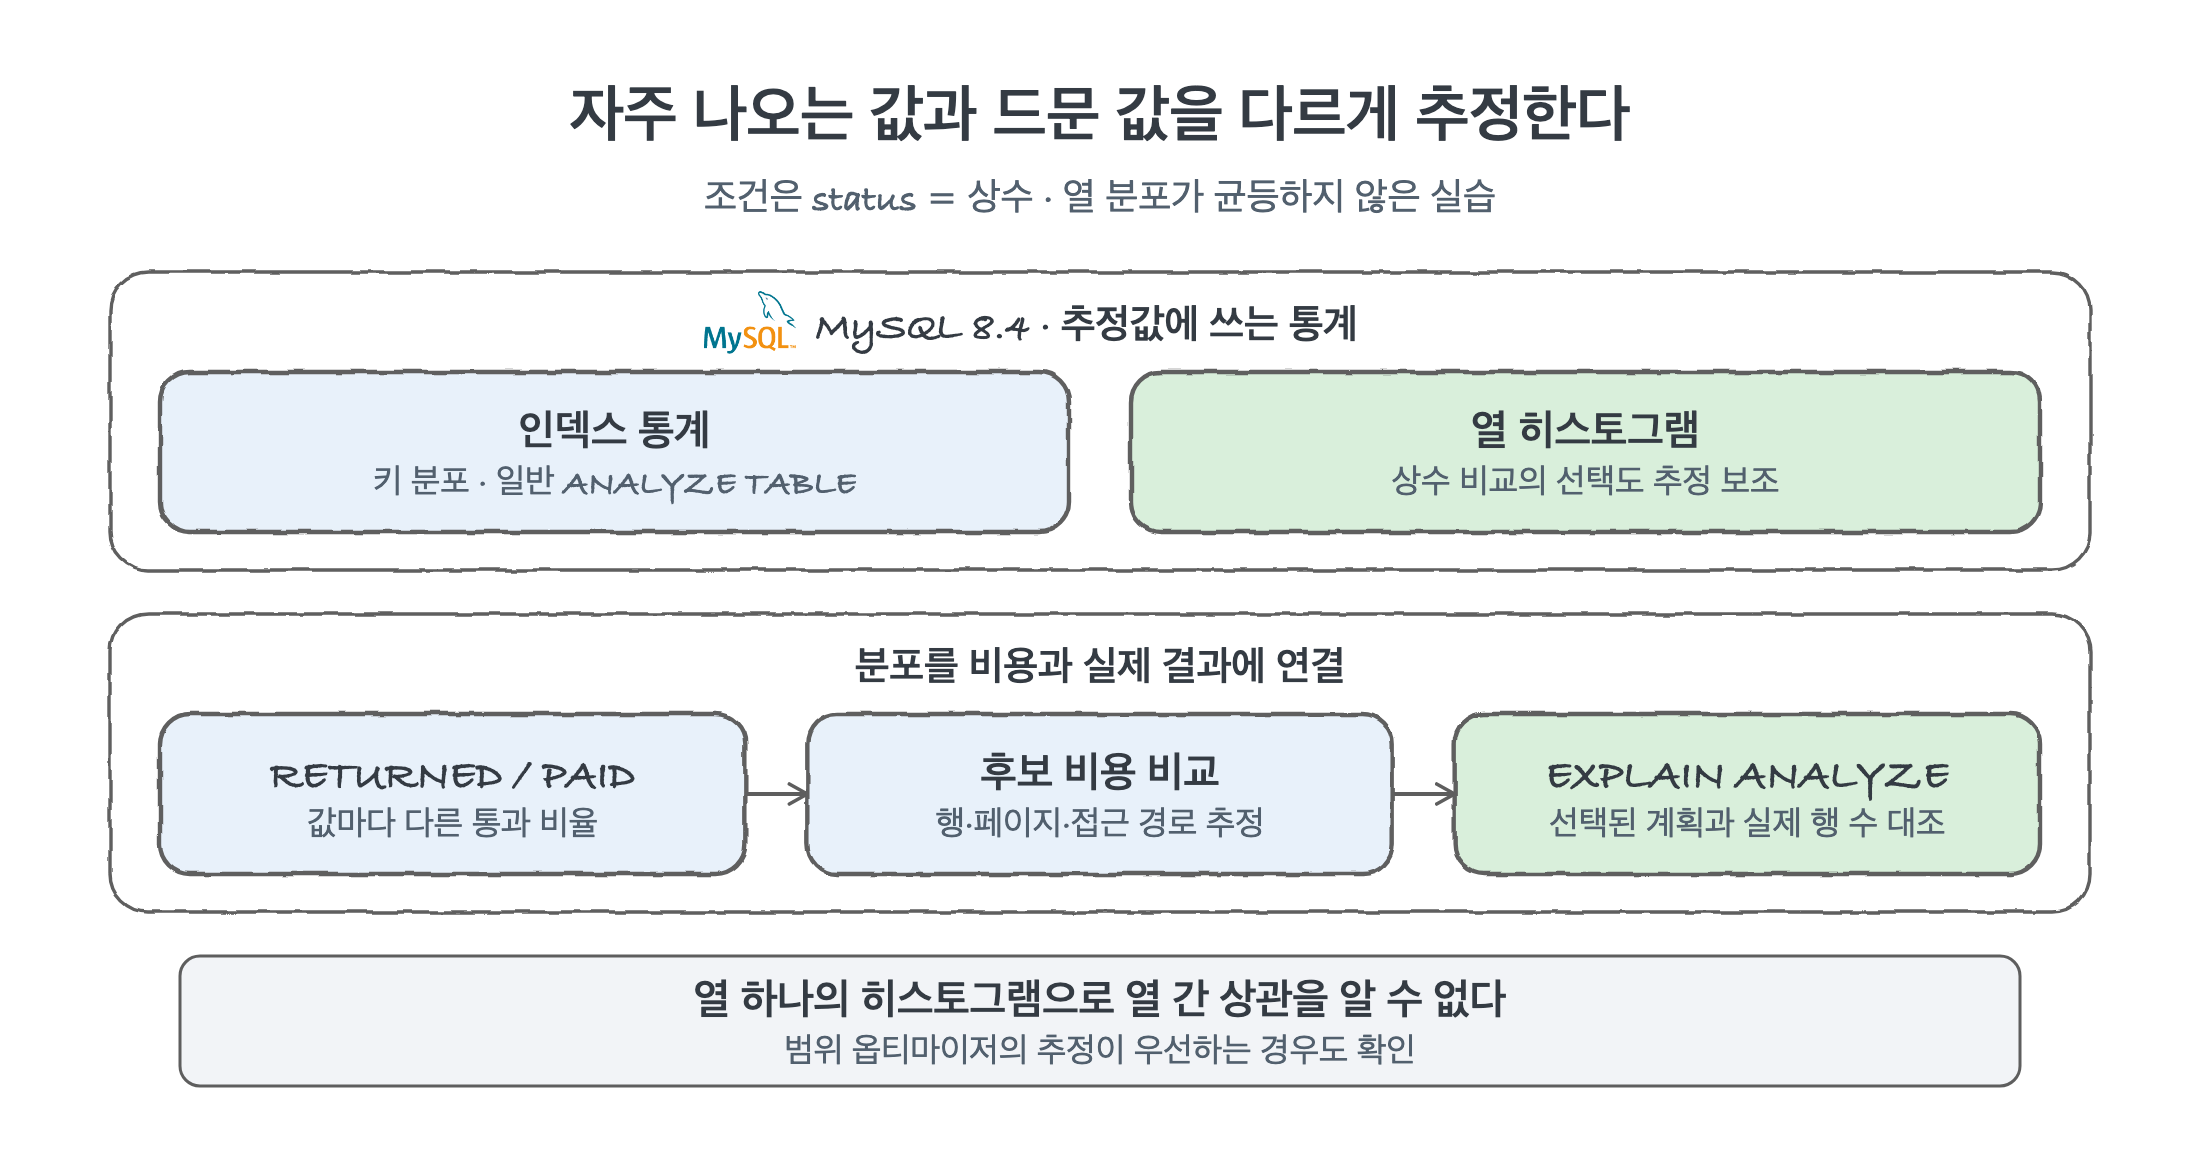 자주 나오는 값과 드문 값을 다르게 추정한다
조건은 status = 상수 · 열 분포가 균등하지 않은 실습
MySQL™ MySQL 8.4 · 추정값에 쓰는 통계
인덱스 통계
키 분포 · 일반 ANALYZE TABLE
열 히스토그램
상수 비교의 선택도 추정 보조
분포를 비용과 실제 결과에 연결
RETURNED / PAID
값마다 다른 통과 비율
후보 비용 비교
행·페이지·접근 경로 추정
EXPLAIN ANALYZE
선택된 계획과 실제 행 수 대조
열 하나의 히스토그램으로 열 간 상관을 알 수 없다
범위 옵티마이저의 추정이 우선하는 경우도 확인